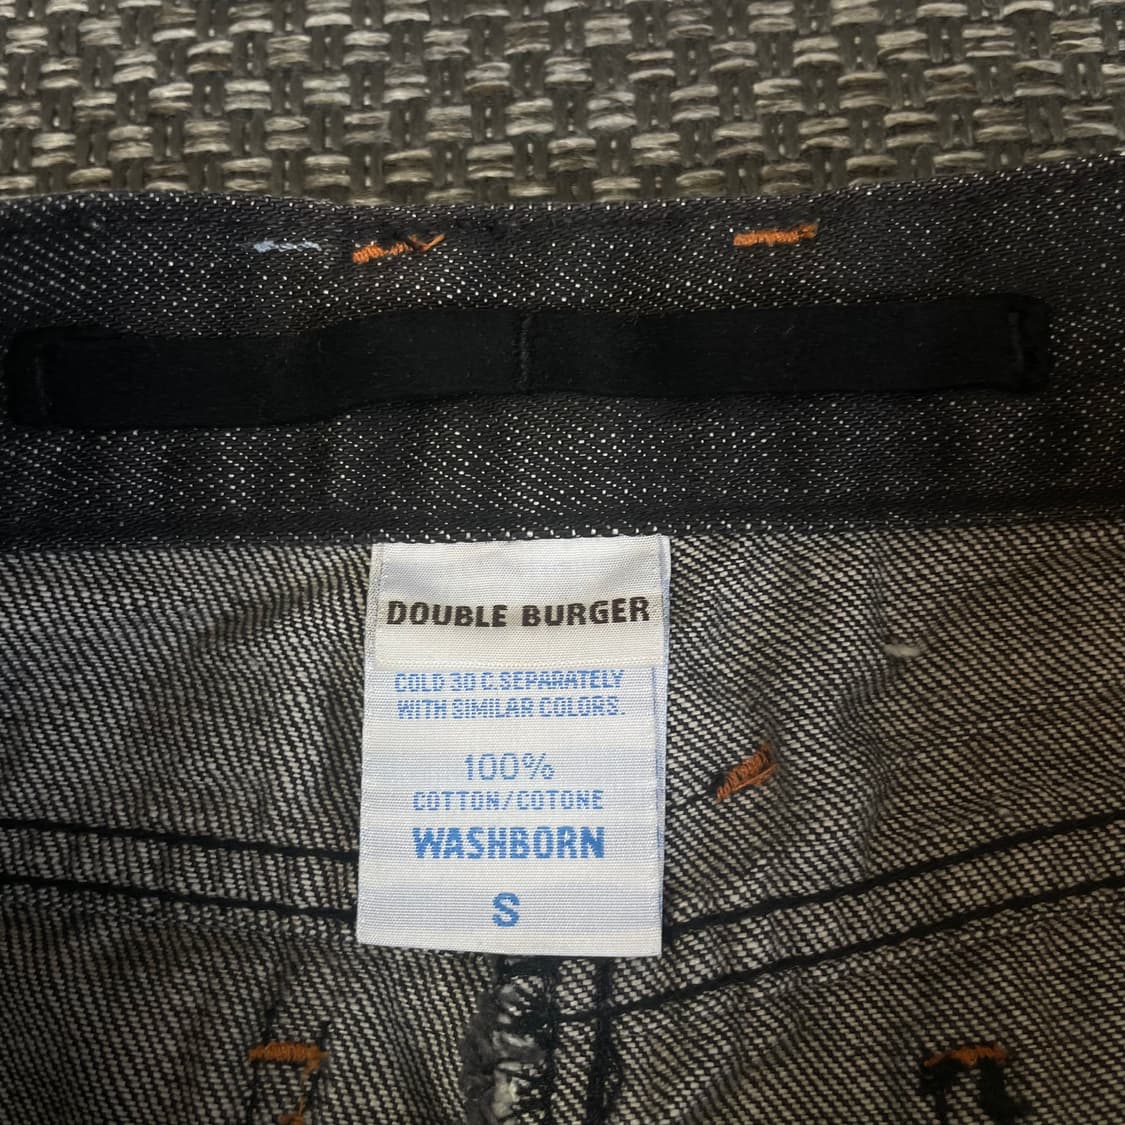 DOUBLE BURGER
COLD 30 C.SEPARATELY
WITH SIMILAR COLORS.
100%
COTTON/COTONE
WASHBORN
S